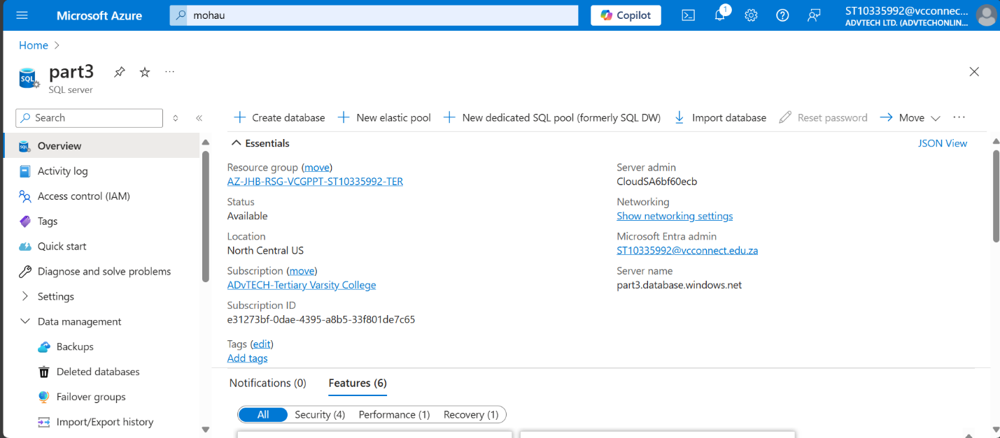 Microsoft Azure
mohau
Copilot
1
ST10335992@vcconnec...
ADVTECH LTD. (ADVTECHONLIN...
Home
part3
SQL
SQL server
Search
Create database
New elastic pool
New dedicated SQL pool (formerly SQL DW)
Import database
Reset password
Move
Overview
Activity log
Access control (IAM)
Tags
Quick start
Diagnose and solve problems
Settings
Data management
Backups
Deleted databases
Failover groups
Import/Export history
Essentials
JSON View
Resource group (move)
AZ-JHB-RSG-VCGPPT-ST10335992-TER
Status
Available
Location
North Central US
Subscription (move)
ADvTECH-Tertiary Varsity College
Subscription ID
e31273bf-0dae-4395-a8b5-33f801de7c65
Tags (edit)
Add tags
Server admin
CloudSA6bf60ecb
Networking
Show networking settings
Microsoft Entra admin
ST10335992@vcconnect.edu.za
Server name
part3.database.windows.net
Notifications (0)
Features (6)
All
Security (4)
Performance (1)
Recovery (1)